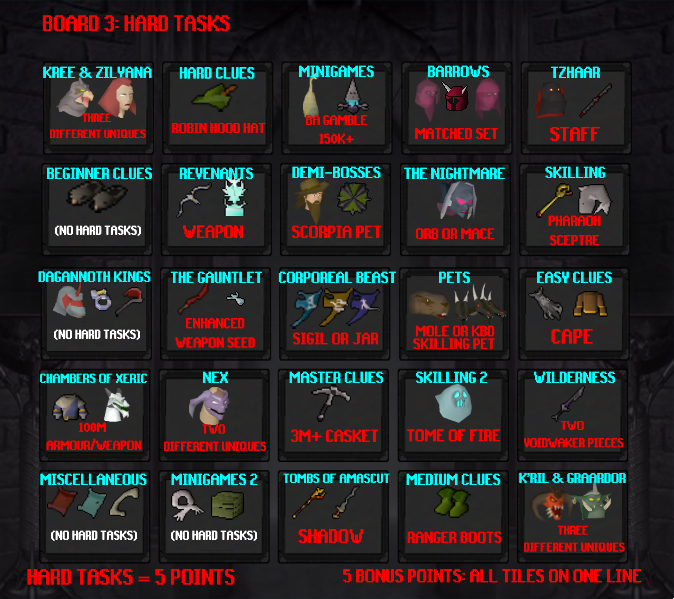 BOARD 3: HARD TASKS
KREE & ZILYANA
THREE
DIFFERENT UNIQUES
HARD CLUES
ROBIN HOOD HAT
MINIGAMES
BA GAMBLE
150K+
BARROWS
MATCHED SET
TZHAAR
STAFF
BEGINNER CLUES
(NO HARD TASKS)
REVENANTS
WEAPON
DEMI-BOSSES
SCORPIA PET
THE NIGHTMARE
ORB OR MACE
SKILLING
PHARAOH
SCEPTRE
DAGANNOTH KINGS
(NO HARD TASKS)
THE GAUNTLET
ENHANCED
WEAPON SEED
CORPOREAL BEAST
SIGIL OR JAR
PETS
MOLE OR KBD
SKILLING PET
EASY CLUES
CAPE
CHAMBERS OF XERIC
100M
ARMOUR/WEAPON
NEX
TWO
DIFFERENT UNIQUES
MASTER CLUES
3M+ CASKET
SKILLING 2
TOME OF FIRE
WILDERNESS
TWO
VOIDWAKER PIECES
MISCELLANEOUS
(NO HARD TASKS)
MINIGAMES 2
(NO HARD TASKS)
TOMBS OF AMASCUT
SHADOW
MEDIUM CLUES
RANGER BOOTS
K'RIL & GRAARDOR
THREE
DIFFERENT UNIQUES
HARD TASKS = 5 POINTS
5 BONUS POINTS: ALL TILES ON ONE LINE